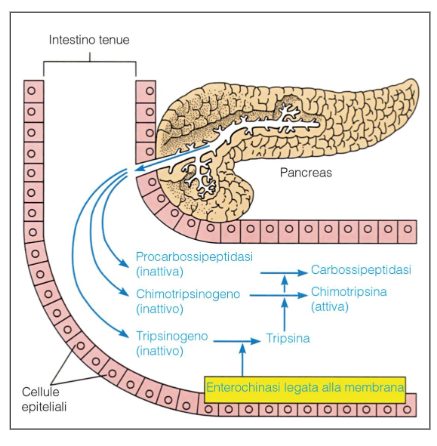 Intestino tenue
Pancreas
Procarbossipeptidasi
(inattiva)
Carbossipeptidasi
Chimotripsinogeno
(inattivo)
Chimotripsina
(attiva)
Tripsinogeno
(inattivo)
Tripsina
Enterochinasi legata alla membrana
Cellule
epiteliali